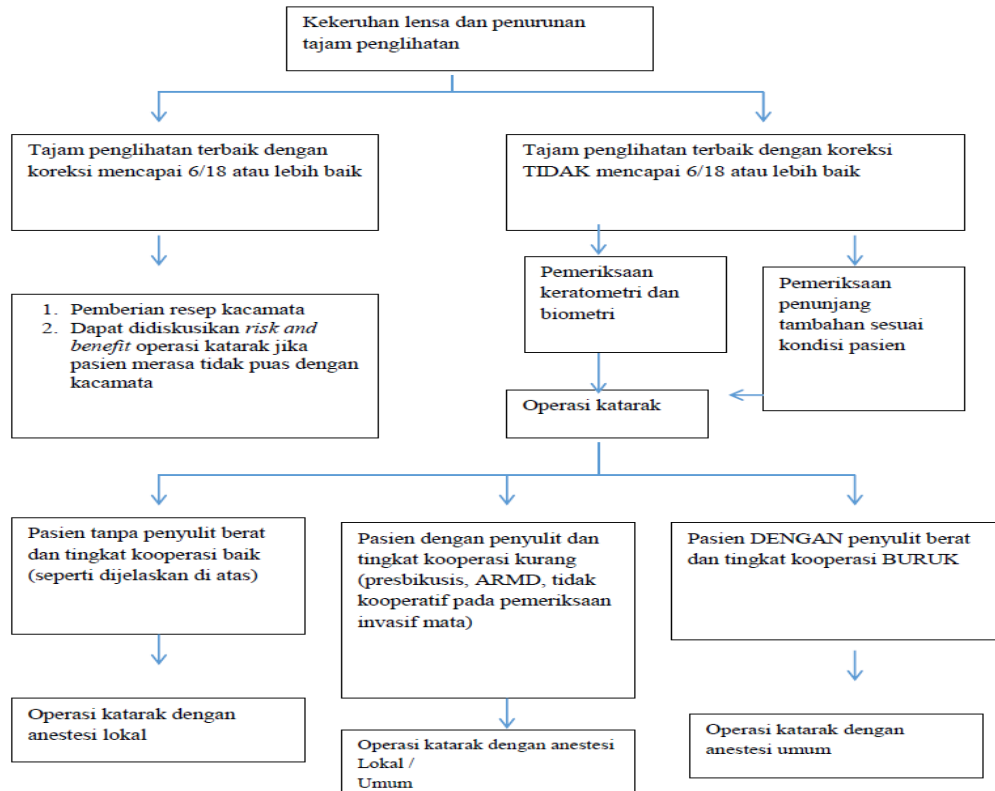 Kekeruhan lensa dan penurunan
tajam penglihatan
Tajam penglihatan terbaik dengan
koreksi mencapai 6/18 atau lebih baik
Tajam penglihatan terbaik dengan koreksi
TIDAK mencapai 6/18 atau lebih baik
1. Pemberian resep kacamata
2. Dapat didiskusikan risk and
benefit operasi katarak jika
pasien merasa tidak puas dengan
kacamata
Pemeriksaan
keratometri dan
biometri
Pemeriksaan
penunjang
tambahan sesuai
kondisi pasien
Operasi katarak
Pasien tanpa penyulit berat
dan tingkat kooperasi baik
(seperti dijelaskan di atas)
Pasien dengan penyulit dan
tingkat kooperasi kurang
(presbikusis, ARMD, tidak
kooperatif pada pemeriksaan
invasif mata)
Pasien DENGAN penyulit berat
dan tingkat kooperasi BURUK
Operasi katarak dengan
anestesi lokal
Operasi katarak dengan anestesi
Lokal /
Umum
Operasi katarak dengan
anestesi umum